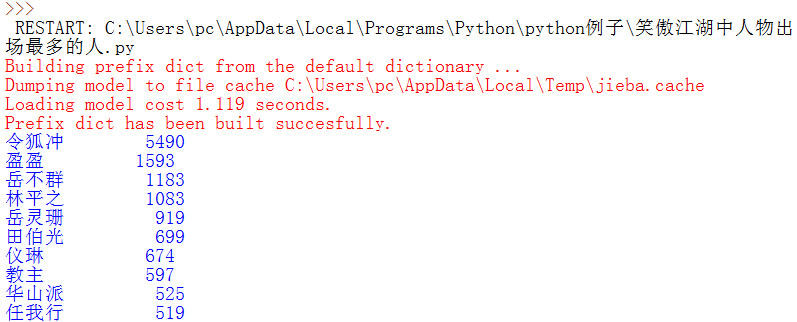 >>>
 RESTART: C:\Users\pc\AppData\Local\Programs\Python\python例子\笑傲江湖中人物出
场最多的人.py
Building prefix dict from the default dictionary ...
Dumping model to file cache C:\Users\pc\AppData\Local\Temp\jieba.cache
Loading model cost 1.119 seconds.
Prefix dict has been built succesfully.
令狐冲 5490
盈盈 1593
岳不群 1183
林平之 1083
岳灵珊 919
田伯光 699
仪琳 674
教主 597
华山派 525
任我行 519